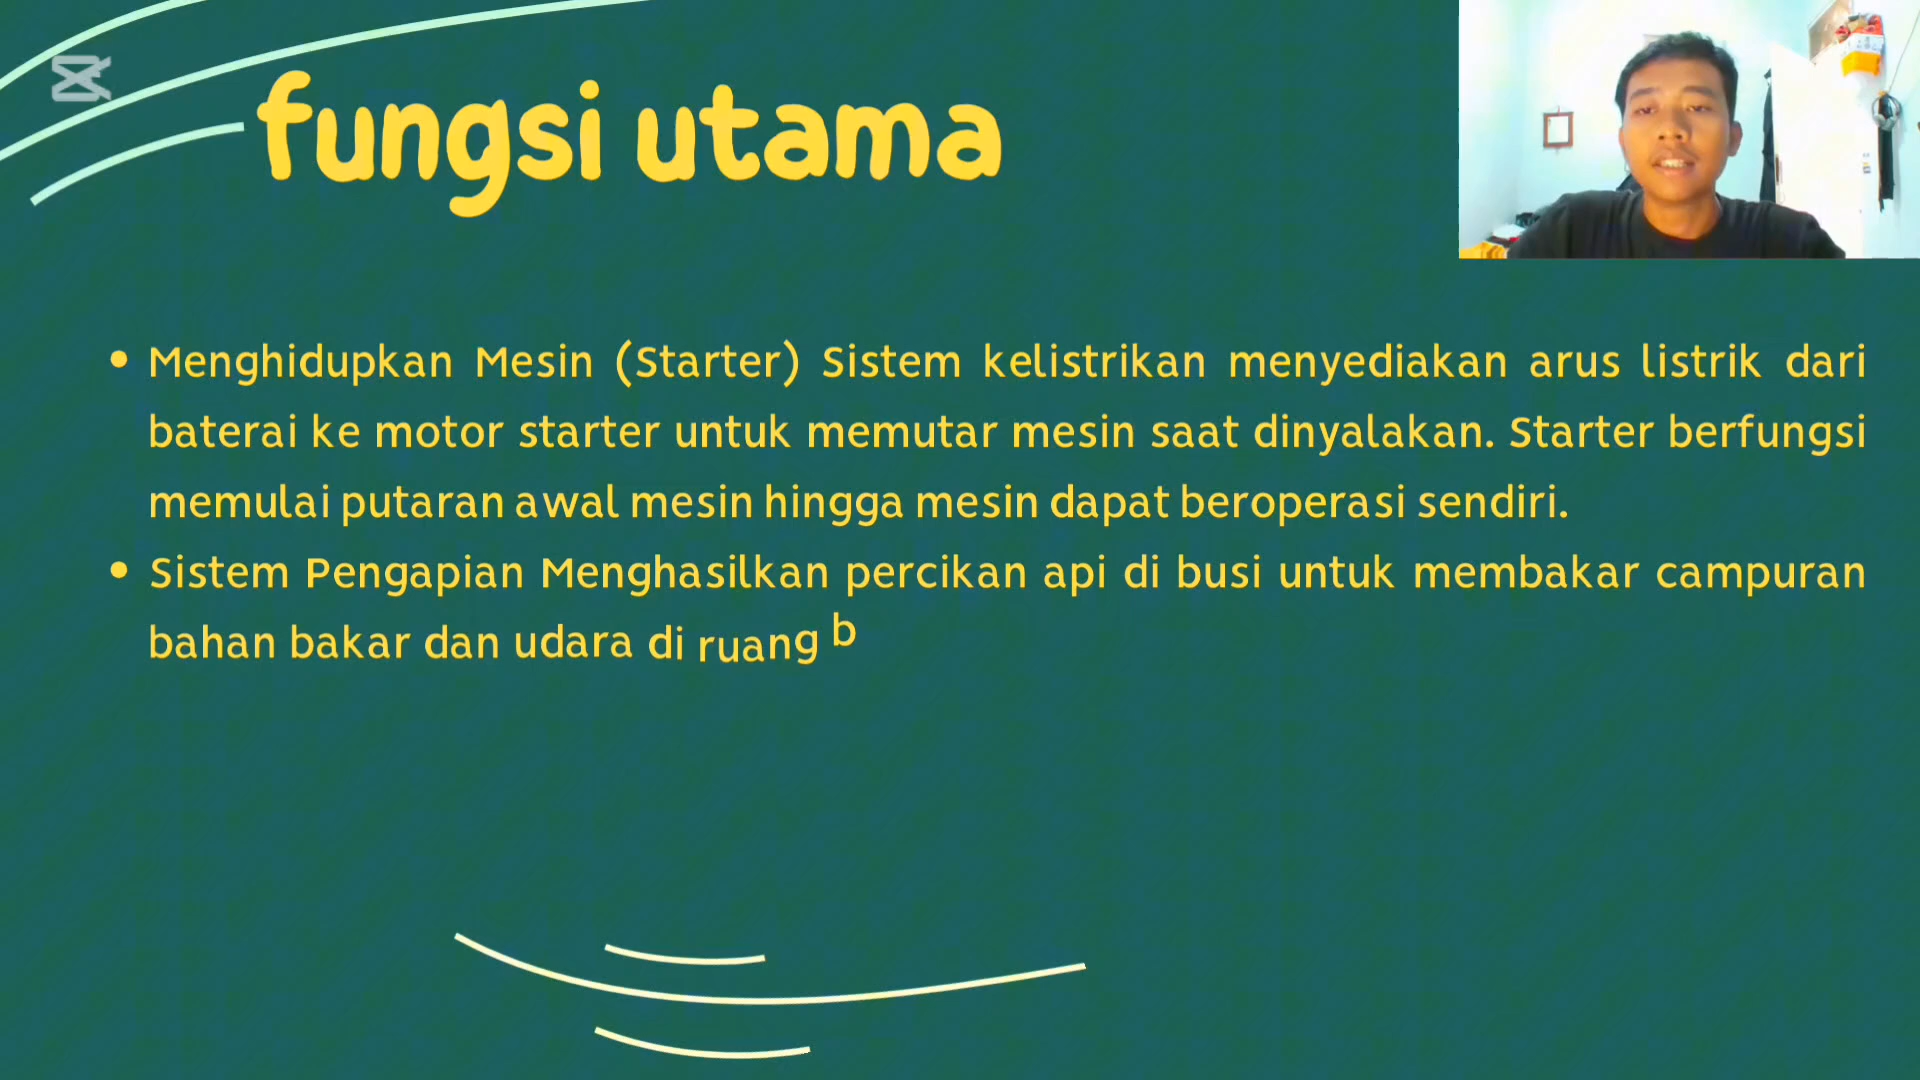 fungsi utama
• Menghidupkan Mesin (Starter) Sistem kelistrikan menyediakan arus listrik dari
baterai ke motor starter untuk memutar mesin saat dinyalakan. Starter berfungsi
memulai putaran awal mesin hingga mesin dapat beroperasi sendiri.
• Sistem Pengapian Menghasilkan percikan api di busi untuk membakar campuran
bahan bakar dan udara di ruang b